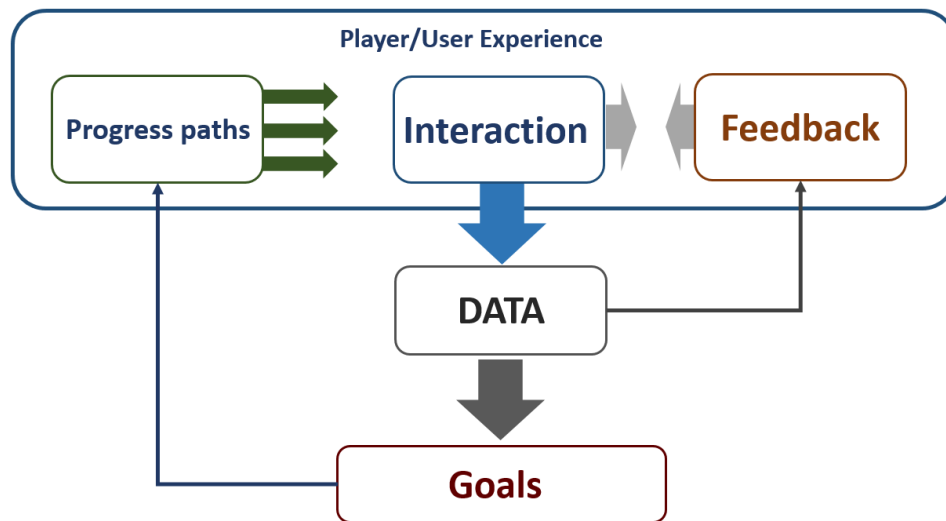 Player/User Experience
Progress paths
Interaction
Feedback
DATA
Goals